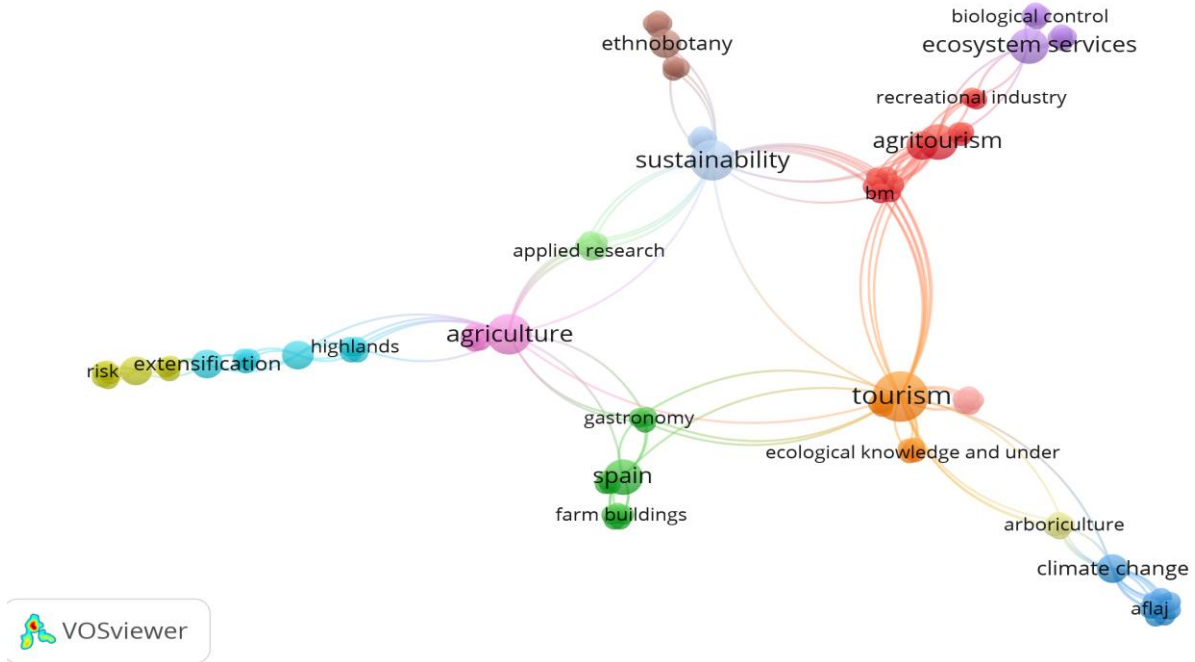 biological control
ethnobotany
ecosystem services
recreational industry
agritourism
sustainability
bm
applied research
agriculture
highlands
extensification
risk
tourism
gastronomy
ecological knowledge and under
spain
farm buildings
arboriculture
climate change
aflaj
VOSviewer